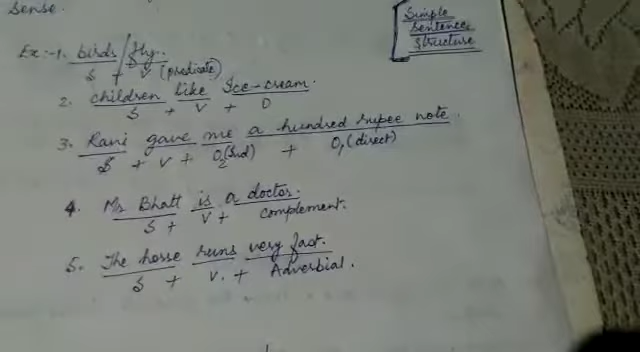 sense.
Simple
Sentence
Structure
Ex:-1. birds/fly.
S + V (predicate)
2. children like Ice-cream.
S + V + O
3. Rani gave me a hundred rupee note.
S + V + O2(Ind) + O1(direct)
4. Mr. Bhatt is a doctor.
S + V + complement.
5. The horse runs very fast.
S + V. + Adverbial.